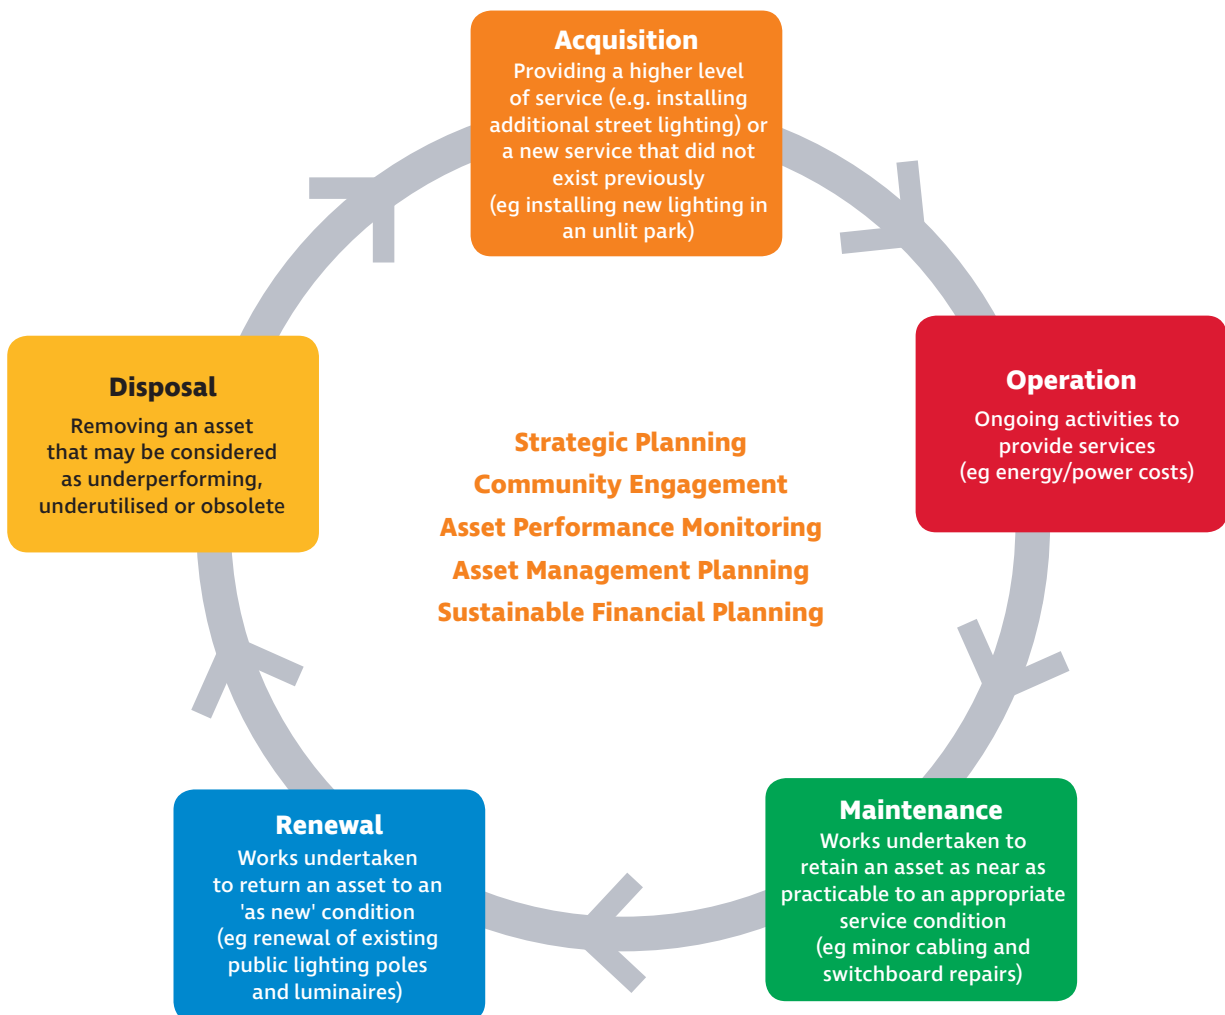 Acquisition
Providing a higher level
of service (e.g. installing
additional street lighting) or
a new service that did not
exist previously
(eg installing new lighting in
an unlit park)
Operation
Ongoing activities to
provide services
(eg energy/power costs)
Disposal
Removing an asset
that may be considered
as underperforming,
underutilised or obsolete
Strategic Planning
Community Engagement
Asset Performance Monitoring
Asset Management Planning
Sustainable Financial Planning
Maintenance
Works undertaken to
retain an asset as near as
practicable to an appropriate
service condition
(eg minor cabling and
switchboard repairs)
Renewal
Works undertaken
to return an asset to an
'as new' condition
(eg renewal of existing
public lighting poles
and luminaires)